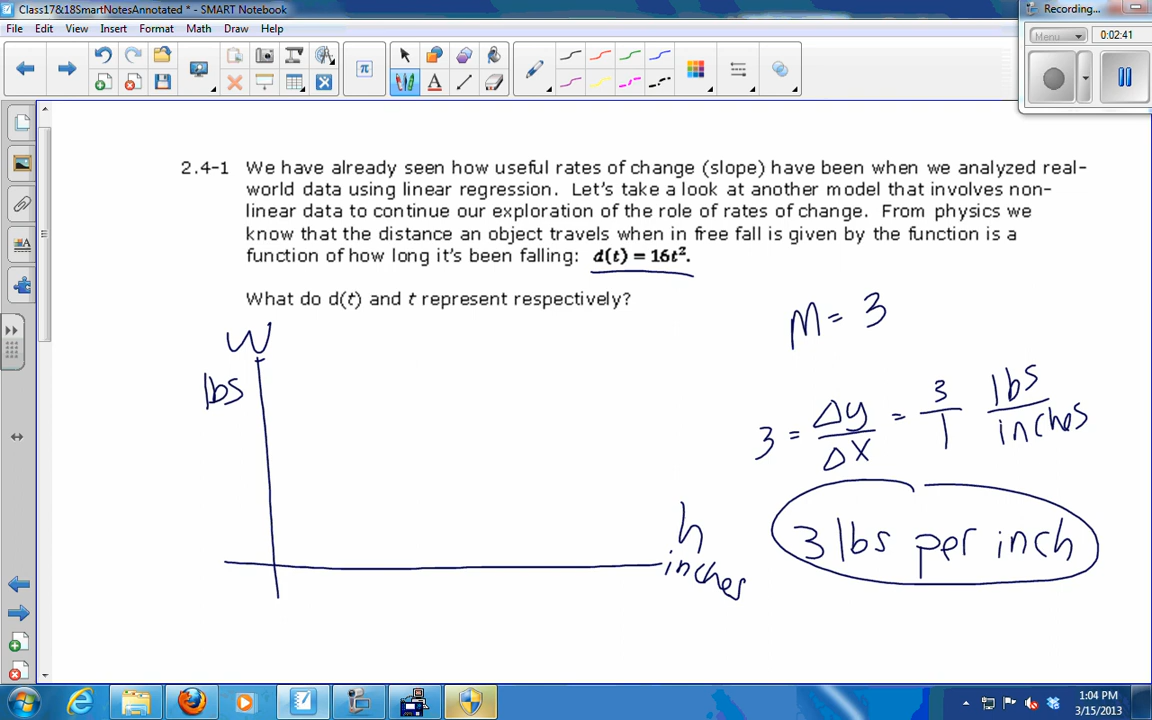 Class17&18SmartNotesAnnotated * - SMART Notebook
Recording...
File Edit View Insert Format Math Draw Help
Menu
0:02:41
π
A
2.4-1 We have already seen how useful rates of change (slope) have been when we analyzed real-
world data using linear regression. Let's take a look at another model that involves non-
linear data to continue our exploration of the role of rates of change. From physics we
know that the distance an object travels when in free fall is given by the function is a
function of how long it's been falling: d(t) = 16t².
What do d(t) and t represent respectively?
M = 3
W
lbs
3 = Δy/Δx = 3/1 lbs/inches
h
inches
3 lbs per inch
1:04 PM
3/15/2013